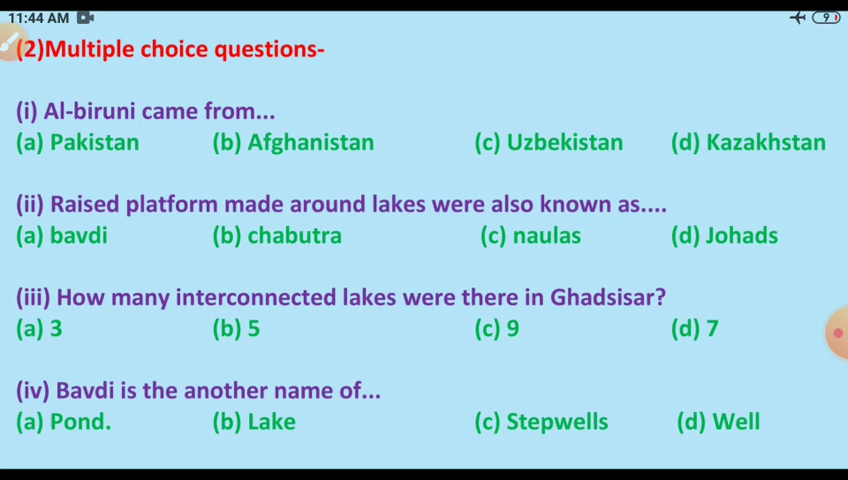 11:44 AM 9
(2)Multiple choice questions-
(i) Al-biruni came from...
(a) Pakistan (b) Afghanistan (c) Uzbekistan (d) Kazakhstan
(ii) Raised platform made around lakes were also known as....
(a) bavdi (b) chabutra (c) naulas (d) Johads
(iii) How many interconnected lakes were there in Ghadsisar?
(a) 3 (b) 5 (c) 9 (d) 7
(iv) Bavdi is the another name of...
(a) Pond. (b) Lake (c) Stepwells (d) Well